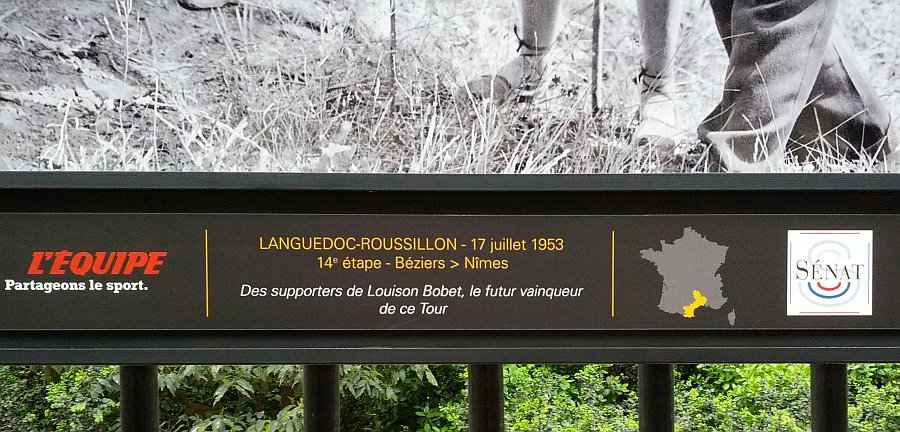 L'ÉQUIPE
Partageons le sport.
LANGUEDOC-ROUSSILLON - 17 juillet 1953
14e étape - Béziers > Nîmes
Des supporters de Louison Bobet, le futur vainqueur
de ce Tour
SÉNAT